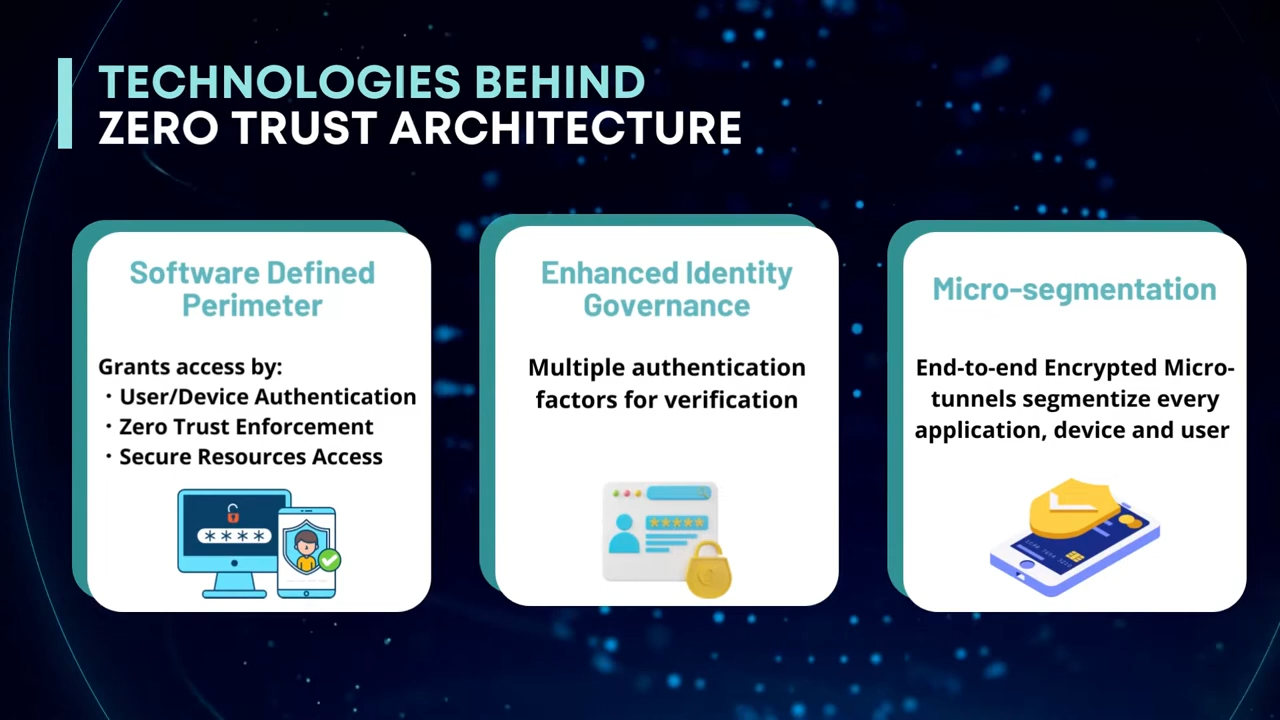 TECHNOLOGIES BEHIND
ZERO TRUST ARCHITECTURE
Software Defined
Perimeter
Grants access by:
· User/Device Authentication
· Zero Trust Enforcement
· Secure Resources Access
* * * *
Enhanced Identity
Governance
Multiple authentication
factors for verification
Micro-segmentation
End-to-end Encrypted Micro-
tunnels segmentize every
application, device and user